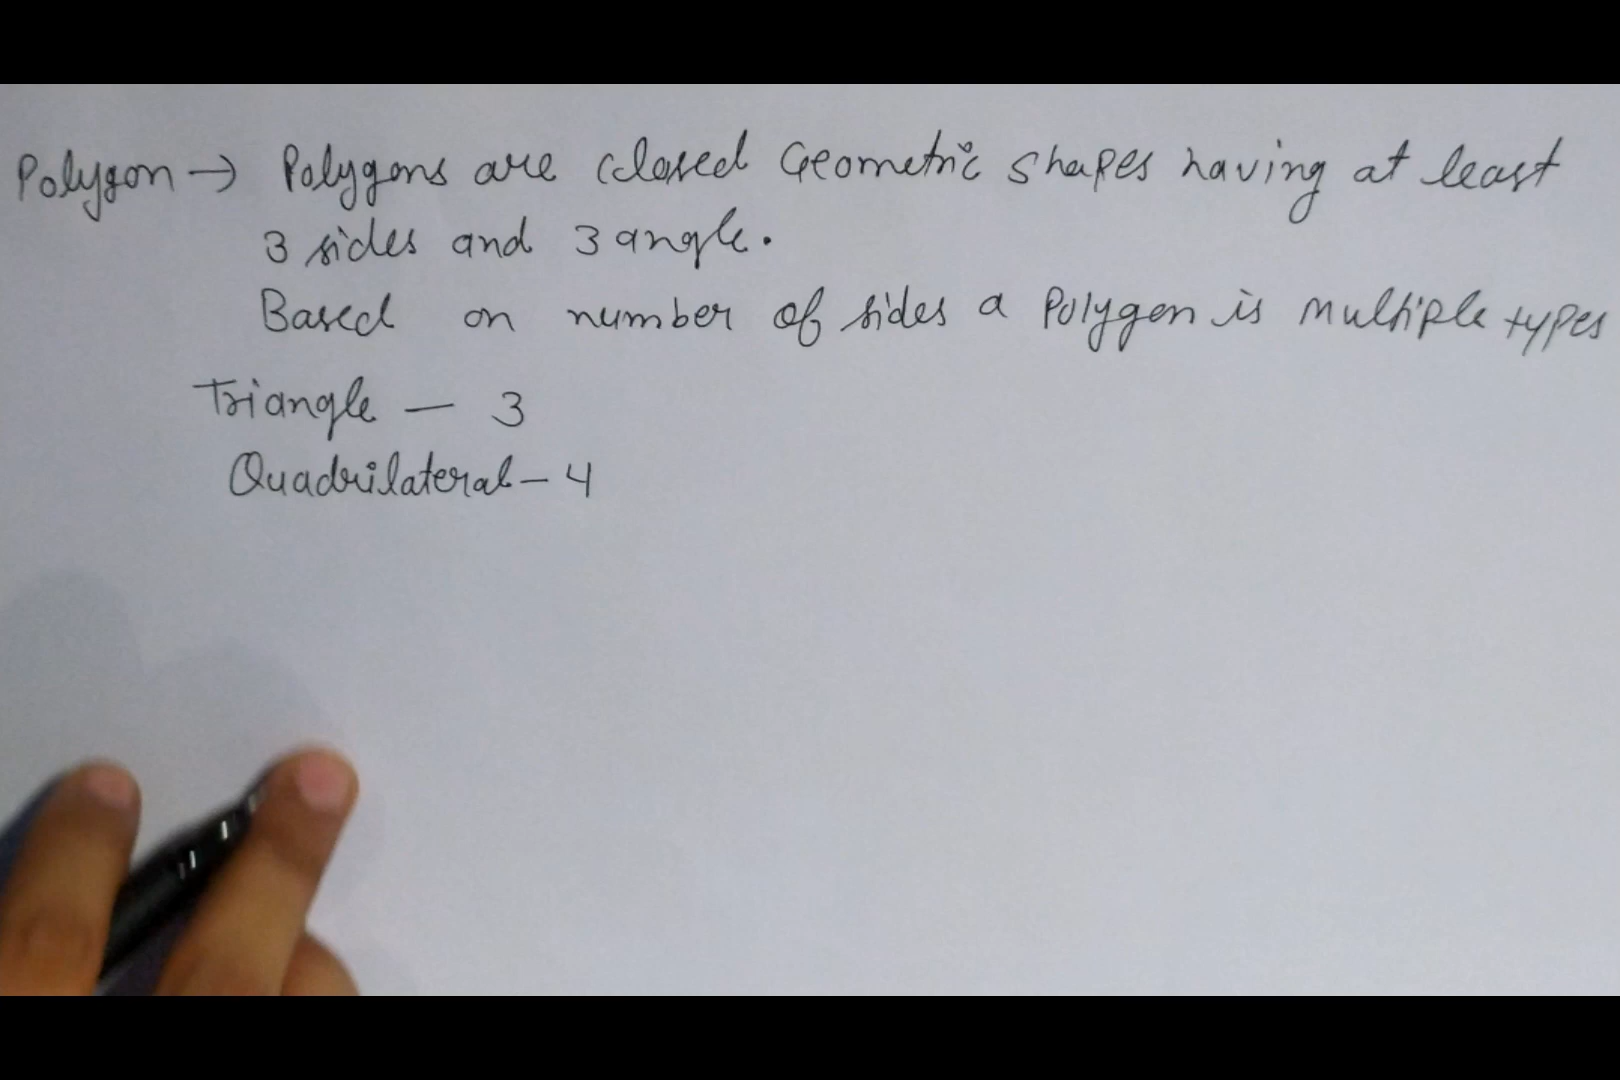 Polygon → Polygons are closed Geometric shapes having at least
3 sides and 3 angle.
Based on number of sides a Polygon is multiple types
Triangle - 3
Quadrilateral - 4